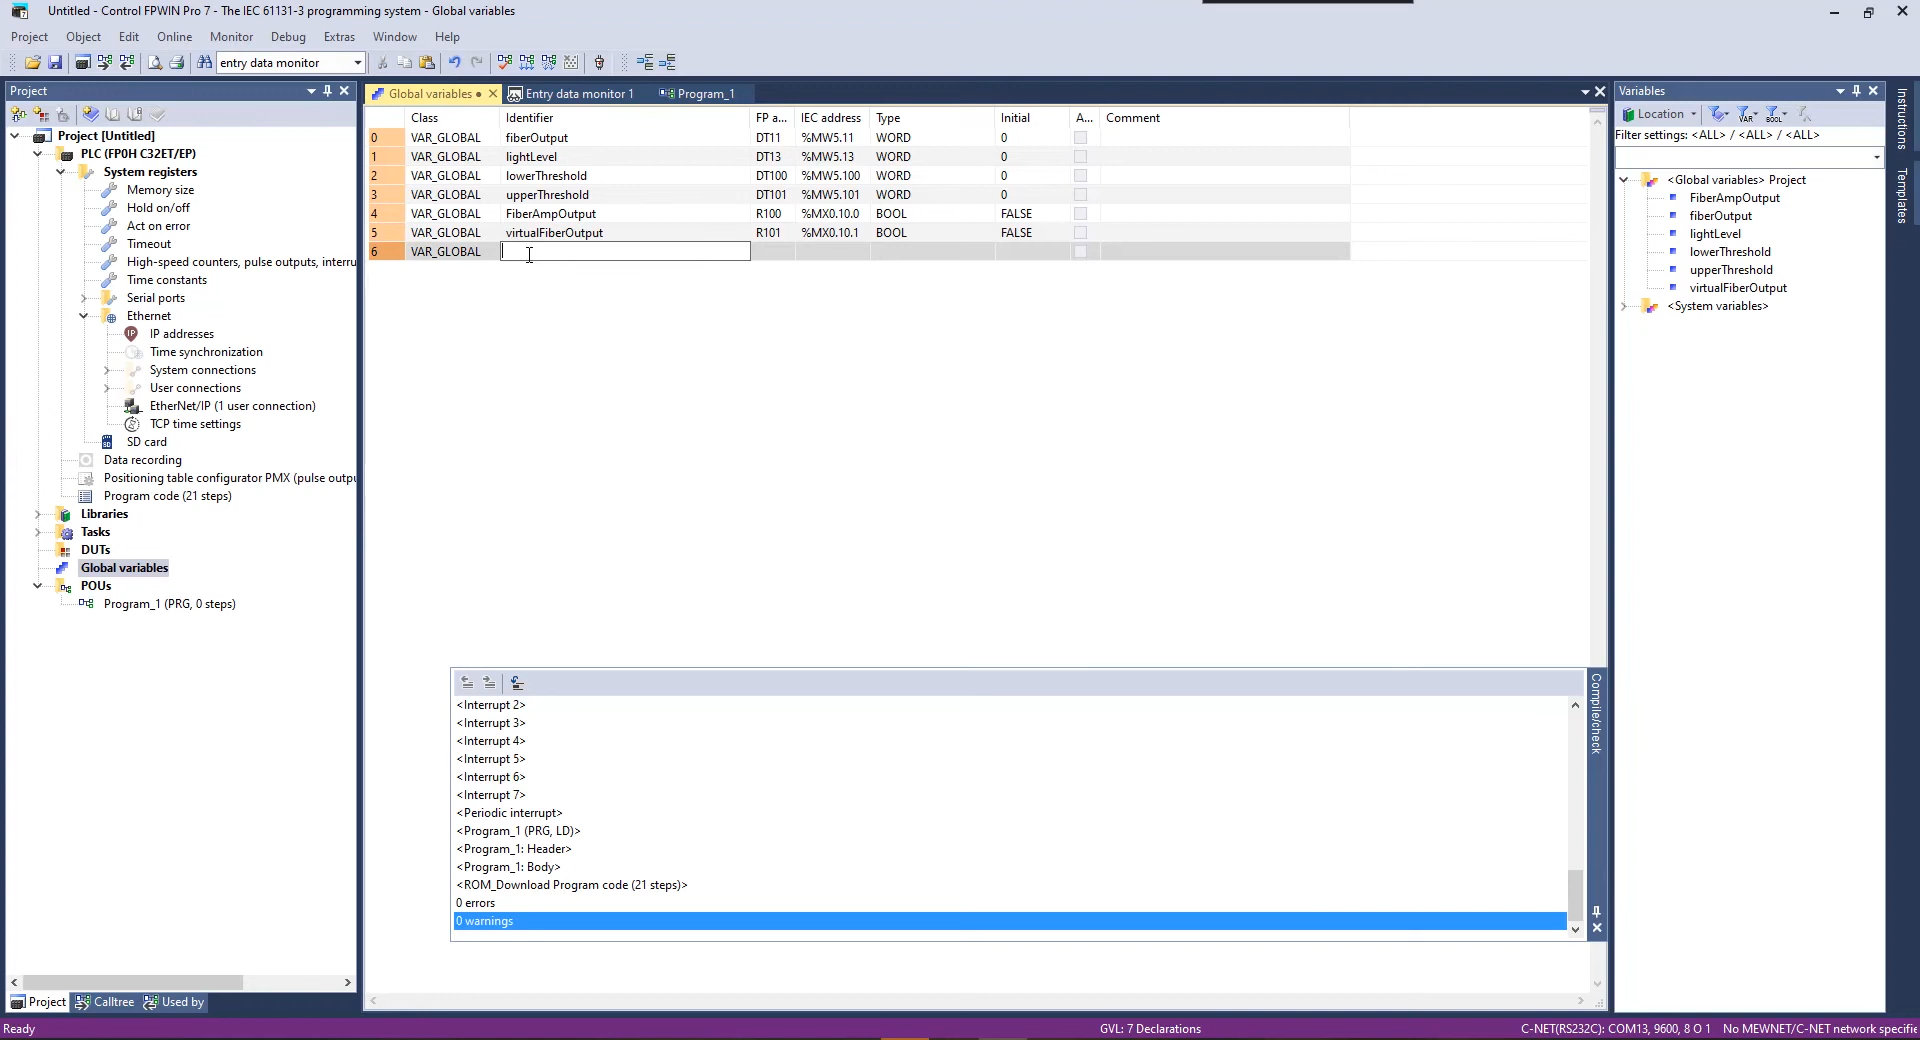 Untitled - Control FPWIN Pro 7 - The IEC 61131-3 programming system - Global variables
Project Object Edit Online Monitor Debug Extras Window Help
entry data monitor
Project
Project [Untitled]
PLC (FP0H C32ET/EP)
System registers
Memory size
Hold on/off
Act on error
Timeout
High-speed counters, pulse outputs, interru
Time constants
Serial ports
Ethernet
IP
IP addresses
Time synchronization
System connections
User connections
EtherNet/IP (1 user connection)
TCP time settings
SD
SD card
Data recording
Positioning table configurator PMX (pulse outpu
Program code (21 steps)
Libraries
Tasks
DUTs
Global variables
POUs
Program_1 (PRG, 0 steps)
Project Calltree Used by
Global variables Entry data monitor 1 Program_1
Class Identifier FP a... IEC address Type Initial A... Comment
0 VAR_GLOBAL fiberOutput DT11 %MW5.11 WORD 0
1 VAR_GLOBAL lightLevel DT13 %MW5.13 WORD 0
2 VAR_GLOBAL lowerThreshold DT100 %MW5.100 WORD 0
3 VAR_GLOBAL upperThreshold DT101 %MW5.101 WORD 0
4 VAR_GLOBAL FiberAmpOutput R100 %MX0.10.0 BOOL FALSE
5 VAR_GLOBAL virtualFiberOutput R101 %MX0.10.1 BOOL FALSE
6 VAR_GLOBAL
<Interrupt 2>
<Interrupt 3>
<Interrupt 4>
<Interrupt 5>
<Interrupt 6>
<Interrupt 7>
<Periodic interrupt>
<Program_1 (PRG, LD)>
<Program_1: Header>
<Program_1: Body>
<ROM_Download Program code (21 steps)>
0 errors
0 warnings
Compile/check
Variables
Location VAR BOOL
Filter settings: <ALL> / <ALL> / <ALL>
<Global variables> Project
FiberAmpOutput
fiberOutput
lightLevel
lowerThreshold
upperThreshold
virtualFiberOutput
<System variables>
Instructions
Templates
Ready GVL: 7 Declarations C-NET(RS232C): COM13, 9600, 8 O 1 No MEWNET/C-NET network specifie